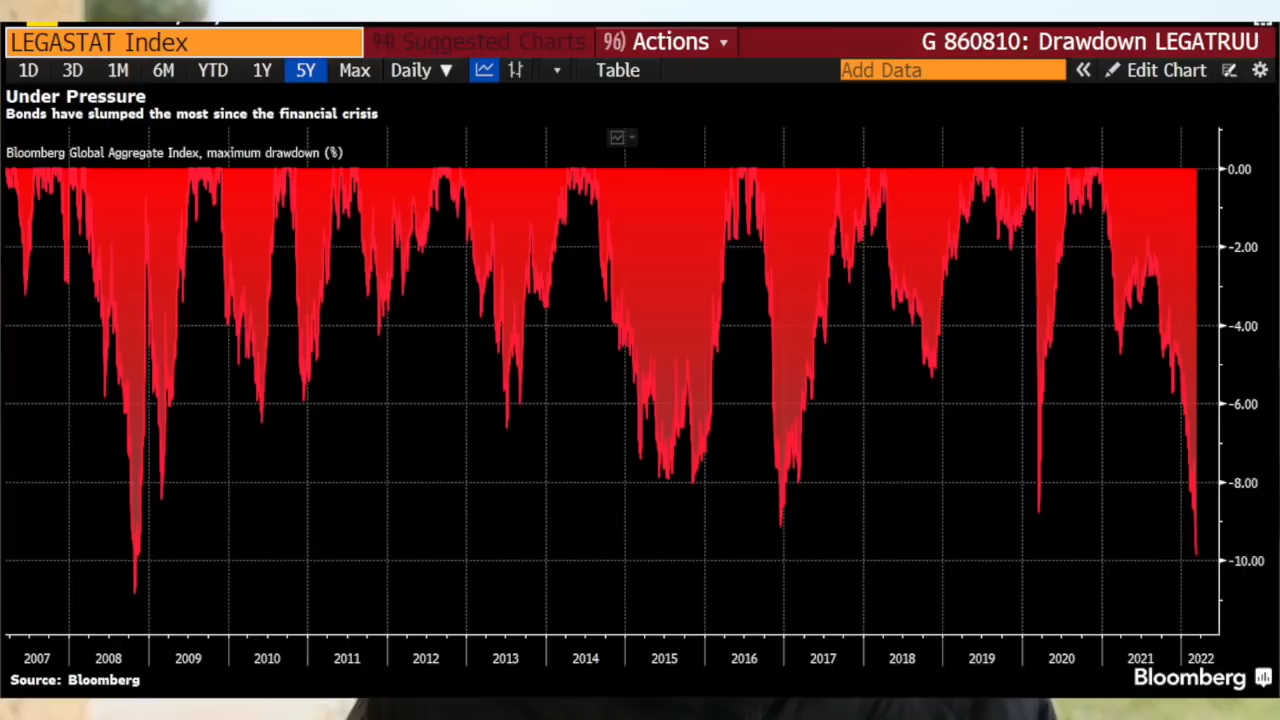 LEGASTAT Index
94) Suggested Charts
96) Actions
G 860810: Drawdown LEGATRUU
1D 3D 1M 6M YTD 1Y 5Y Max Daily ▼ Table Add Data « Edit Chart
Under Pressure
Bonds have slumped the most since the financial crisis
Bloomberg Global Aggregate Index, maximum drawdown (%)
0.00
-2.00
-4.00
-6.00
-8.00
-10.00
2007 2008 2009 2010 2011 2012 2013 2014 2015 2016 2017 2018 2019 2020 2021 2022
Source: Bloomberg
Bloomberg